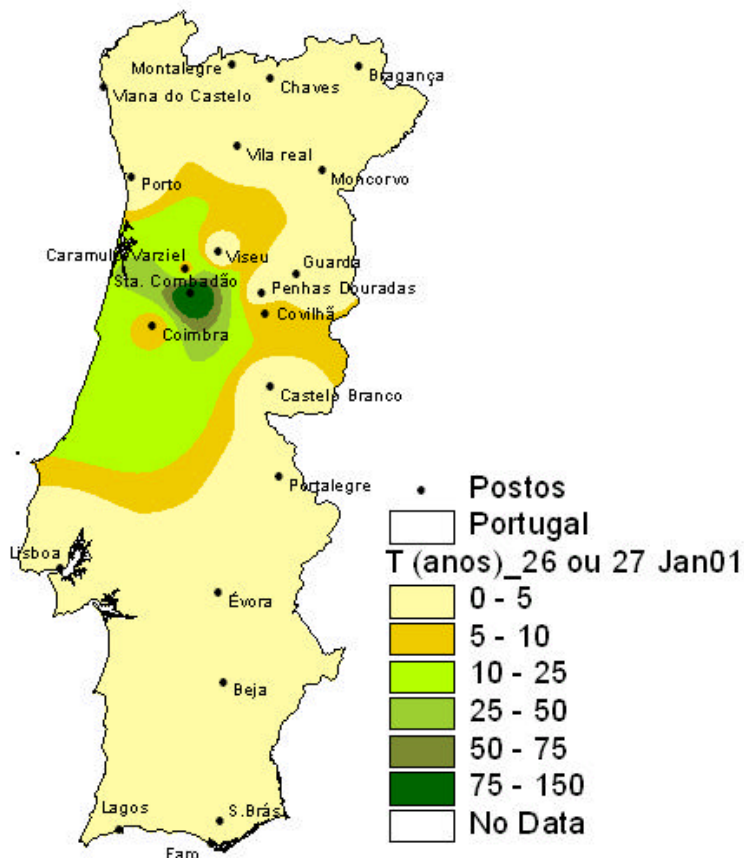 Montalegre
Bragança
Chaves
Viana do Castelo
Vila real
Moncorvo
Porto
Caramulo/Varziel
Viseu
Guarda
Sta. Combadão
Penhas Douradas
Covilhã
Coimbra
Castelo Branco
Portalegre
Lisboa
Évora
Beja
Lagos
S.Brás
Faro
Postos
Portugal
T (anos)_26 ou 27 Jan01
0 - 5
5 - 10
10 - 25
25 - 50
50 - 75
75 - 150
No Data